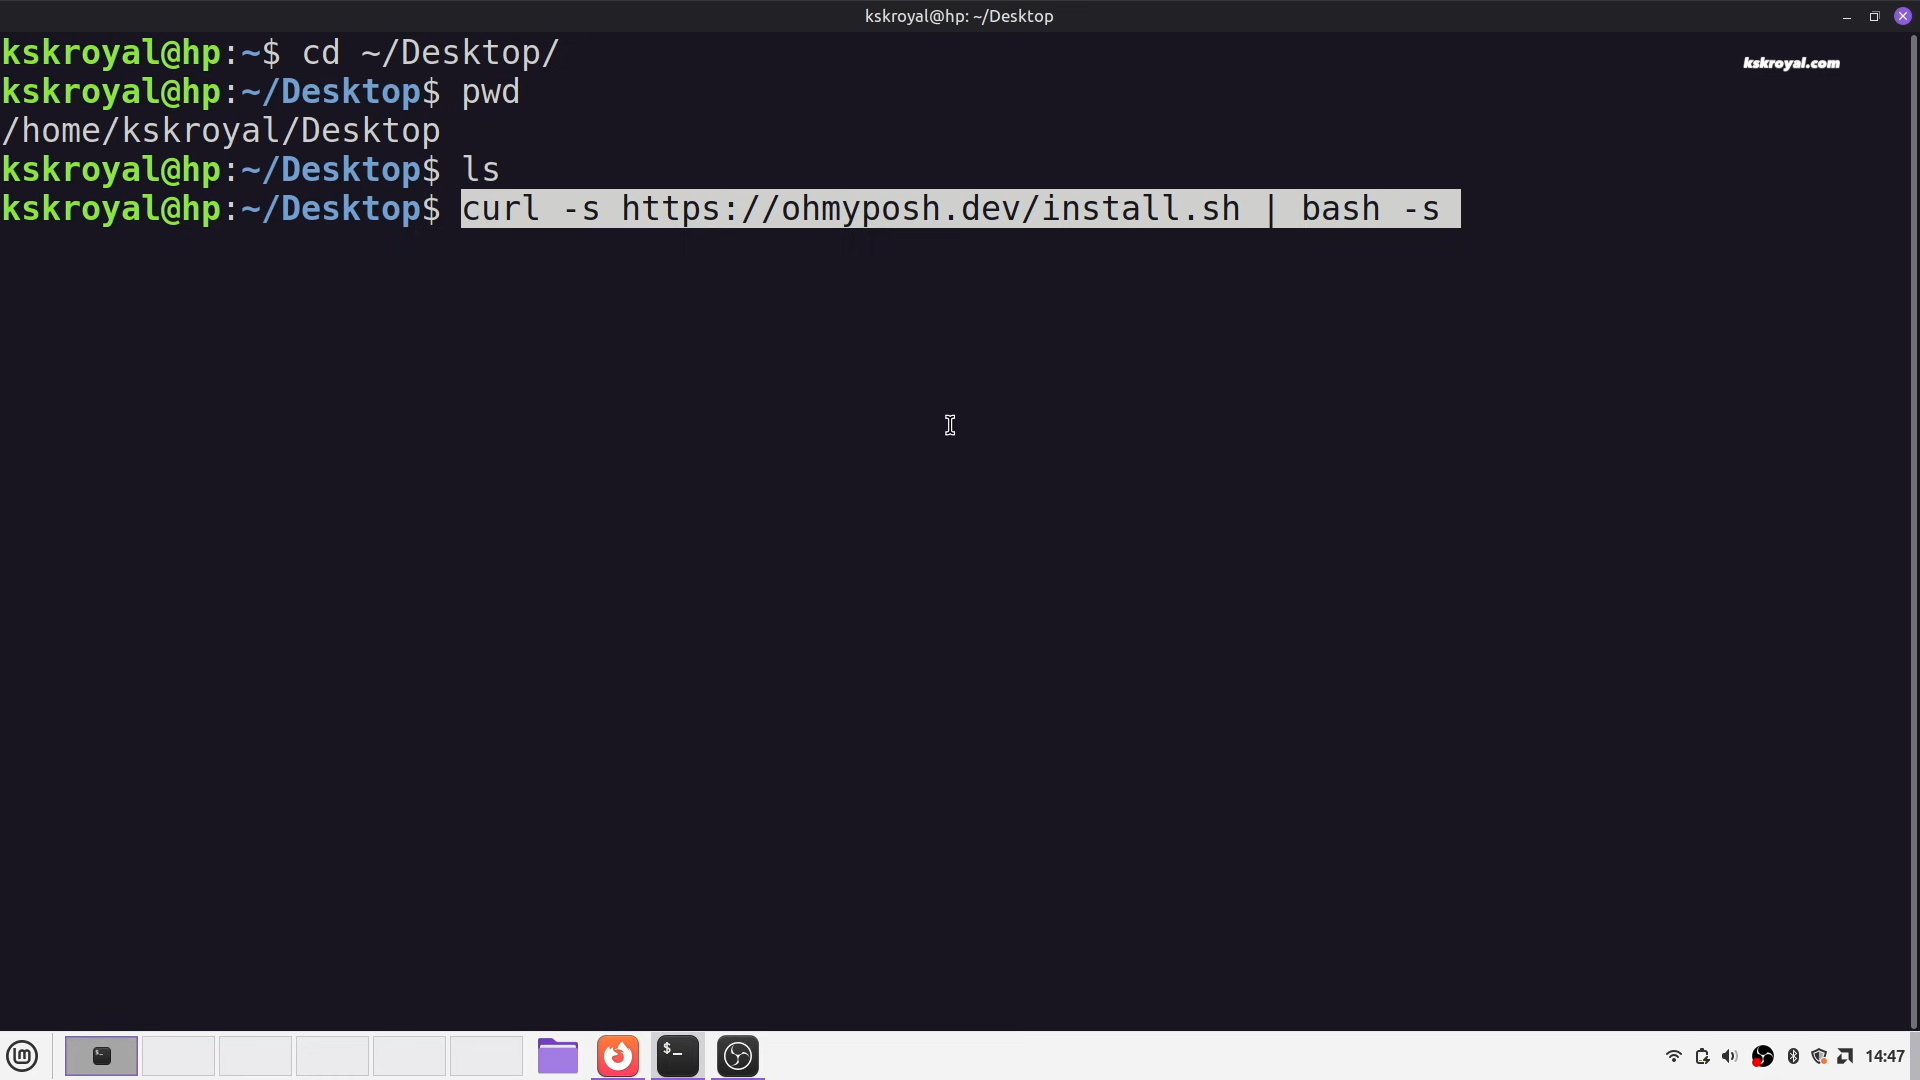 kskroyal@hp: ~/Desktop
kskroyal@hp:~$ cd ~/Desktop/
kskroyal.com
kskroyal@hp:~/Desktop$ pwd
/home/kskroyal/Desktop
kskroyal@hp:~/Desktop$ ls
kskroyal@hp:~/Desktop$ curl -s https://ohmyposh.dev/install.sh | bash -s
$_
lm
$_
14:47